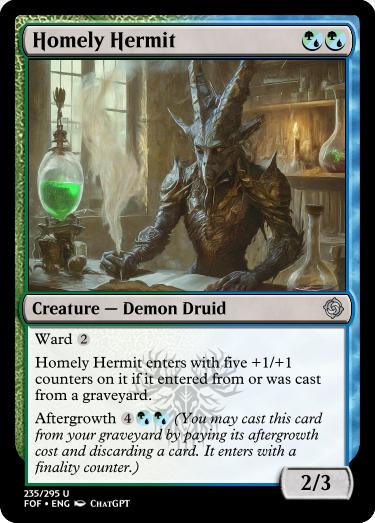 Homely Hermit
Creature — Demon Druid
Ward 2
Homely Hermit enters with five +1/+1
counters on it if it entered from or was cast
from a graveyard.
Aftergrowth 4 (You may cast this card
from your graveyard by paying its aftergrowth
cost and discarding a card. It enters with a
finality counter.)
2/3
235/295 U
FOF • ENG ChatGPT